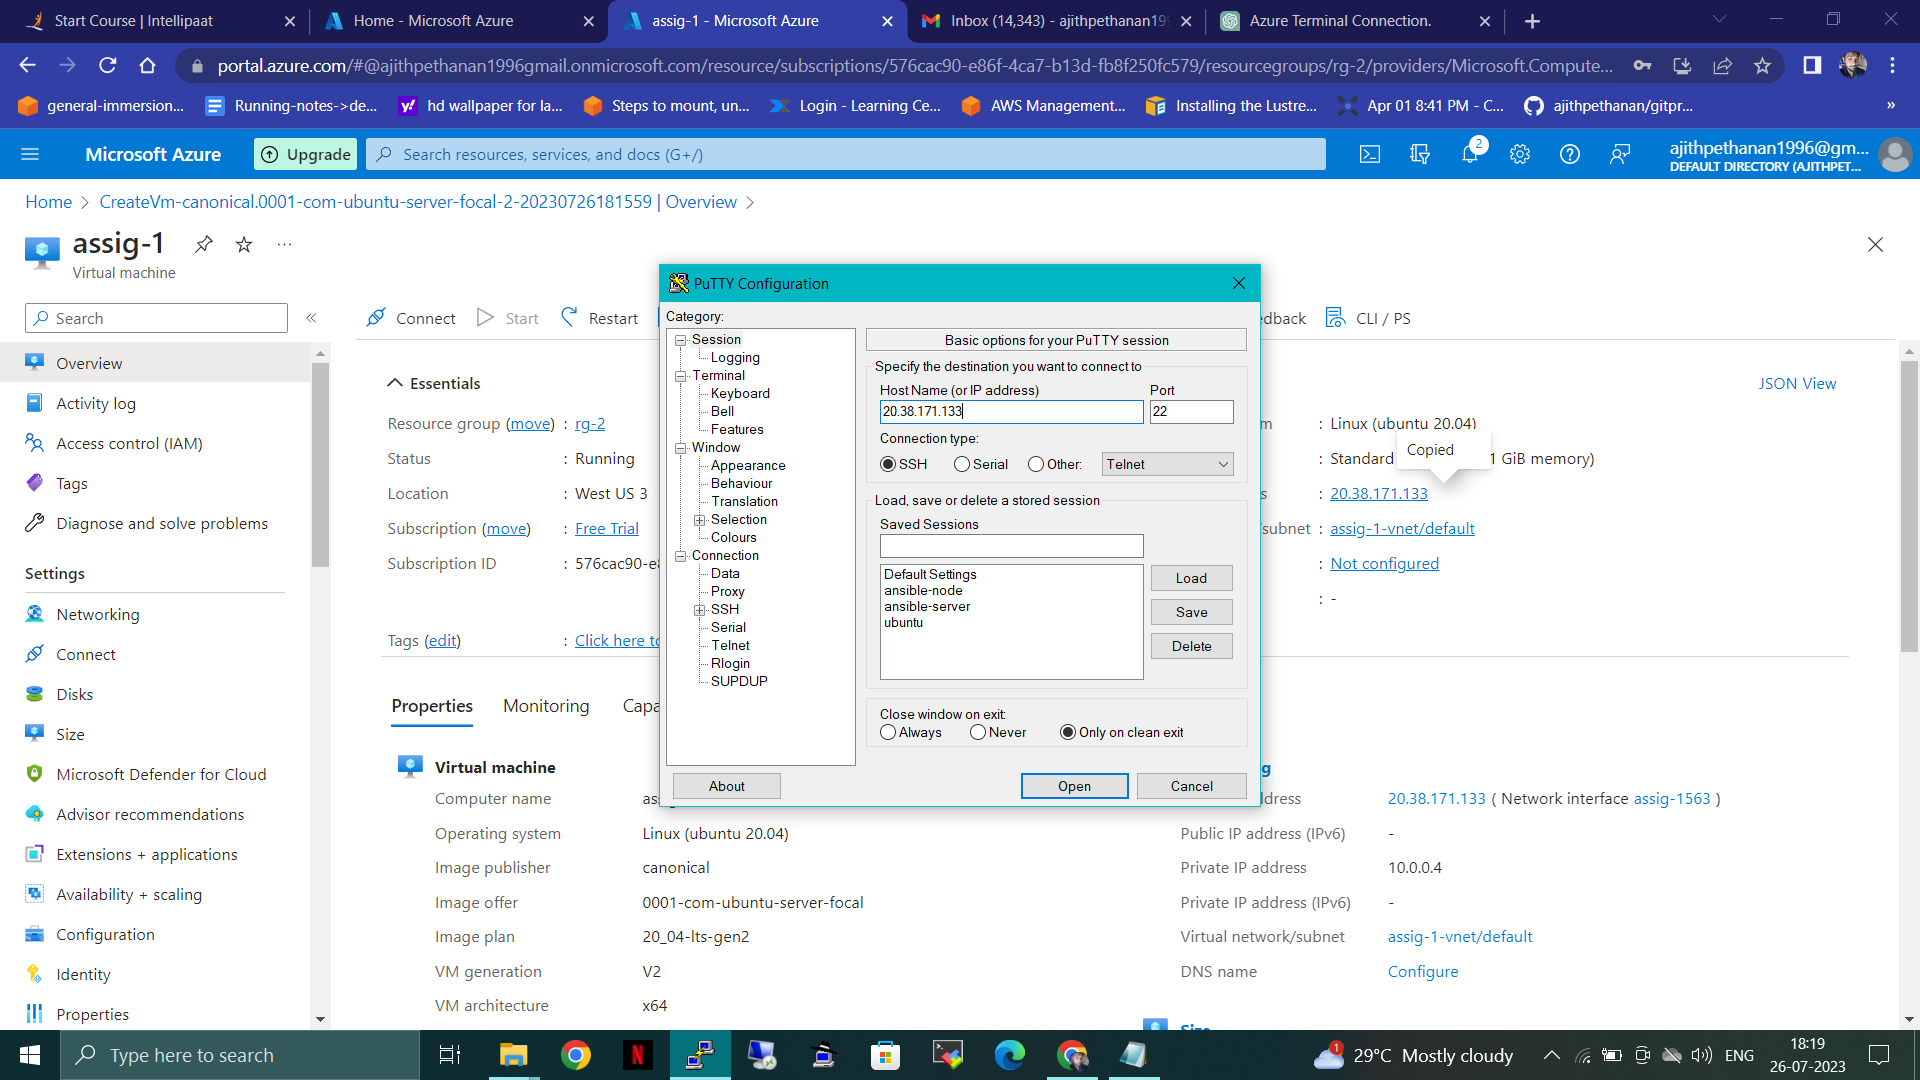 Start Course | Intellipaat
Home - Microsoft Azure
assig-1 - Microsoft Azure
Inbox (14,343) - ajithpethanan199
Azure Terminal Connection.
portal.azure.com/#@ajithpethanan1996gmail.onmicrosoft.com/resource/subscriptions/576cac90-e86f-4ca7-b13d-fb8f250fc579/resourcegroups/rg-2/providers/Microsoft.Compute...
general-immersion...
Running-notes->de...
hd wallpaper for la...
Steps to mount, un...
Login - Learning Ce...
AWS Management...
Installing the Lustre...
Apr 01 8:41 PM - C...
ajithpethanan/gitpr...
»
Microsoft Azure
Upgrade
Search resources, services, and docs (G+/)
2
ajithpethanan1996@gm...
DEFAULT DIRECTORY (AJITHPET...
Home > CreateVm-canonical.0001-com-ubuntu-server-focal-2-20230726181559 | Overview >
assig-1
...
Virtual machine
Search
«
Connect
Start
Restart
edback
CLI / PS
Overview
Activity log
Access control (IAM)
Tags
Diagnose and solve problems
Settings
Networking
Connect
Disks
Size
Microsoft Defender for Cloud
Advisor recommendations
Extensions + applications
Availability + scaling
Configuration
Identity
Properties
Essentials
JSON View
Resource group (move) : rg-2
Status : Running
Location : West US 3
Subscription (move) : Free Trial
Subscription ID : 576cac90-e8
Tags (edit) : Click here to
: Linux (ubuntu 20.04)
Copied
: Standard 1 GiB memory)
: 20.38.171.133
/subnet : assig-1-vnet/default
: Not configured
: -
Properties
Monitoring
Capa
Virtual machine
Computer name
Operating system Linux (ubuntu 20.04)
Image publisher canonical
Image offer 0001-com-ubuntu-server-focal
Image plan 20_04-lts-gen2
VM generation V2
VM architecture x64
g
dress 20.38.171.133 ( Network interface assig-1563 )
Public IP address (IPv6) -
Private IP address 10.0.0.4
Private IP address (IPv6) -
Virtual network/subnet assig-1-vnet/default
DNS name Configure
Size
PuTTY Configuration
Category:
Session
Logging
Terminal
Keyboard
Bell
Features
Window
Appearance
Behaviour
Translation
Selection
Colours
Connection
Data
Proxy
SSH
Serial
Telnet
Rlogin
SUPDUP
Basic options for your PuTTY session
Specify the destination you want to connect to
Host Name (or IP address) Port
20.38.171.133 22
Connection type:
SSH Serial Other: Telnet
Load, save or delete a stored session
Saved Sessions
Default Settings
ansible-node
ansible-server
ubuntu
Load
Save
Delete
Close window on exit:
Always Never Only on clean exit
About
Open
Cancel
Type here to search
1
29°C Mostly cloudy
ENG
18:19
26-07-2023